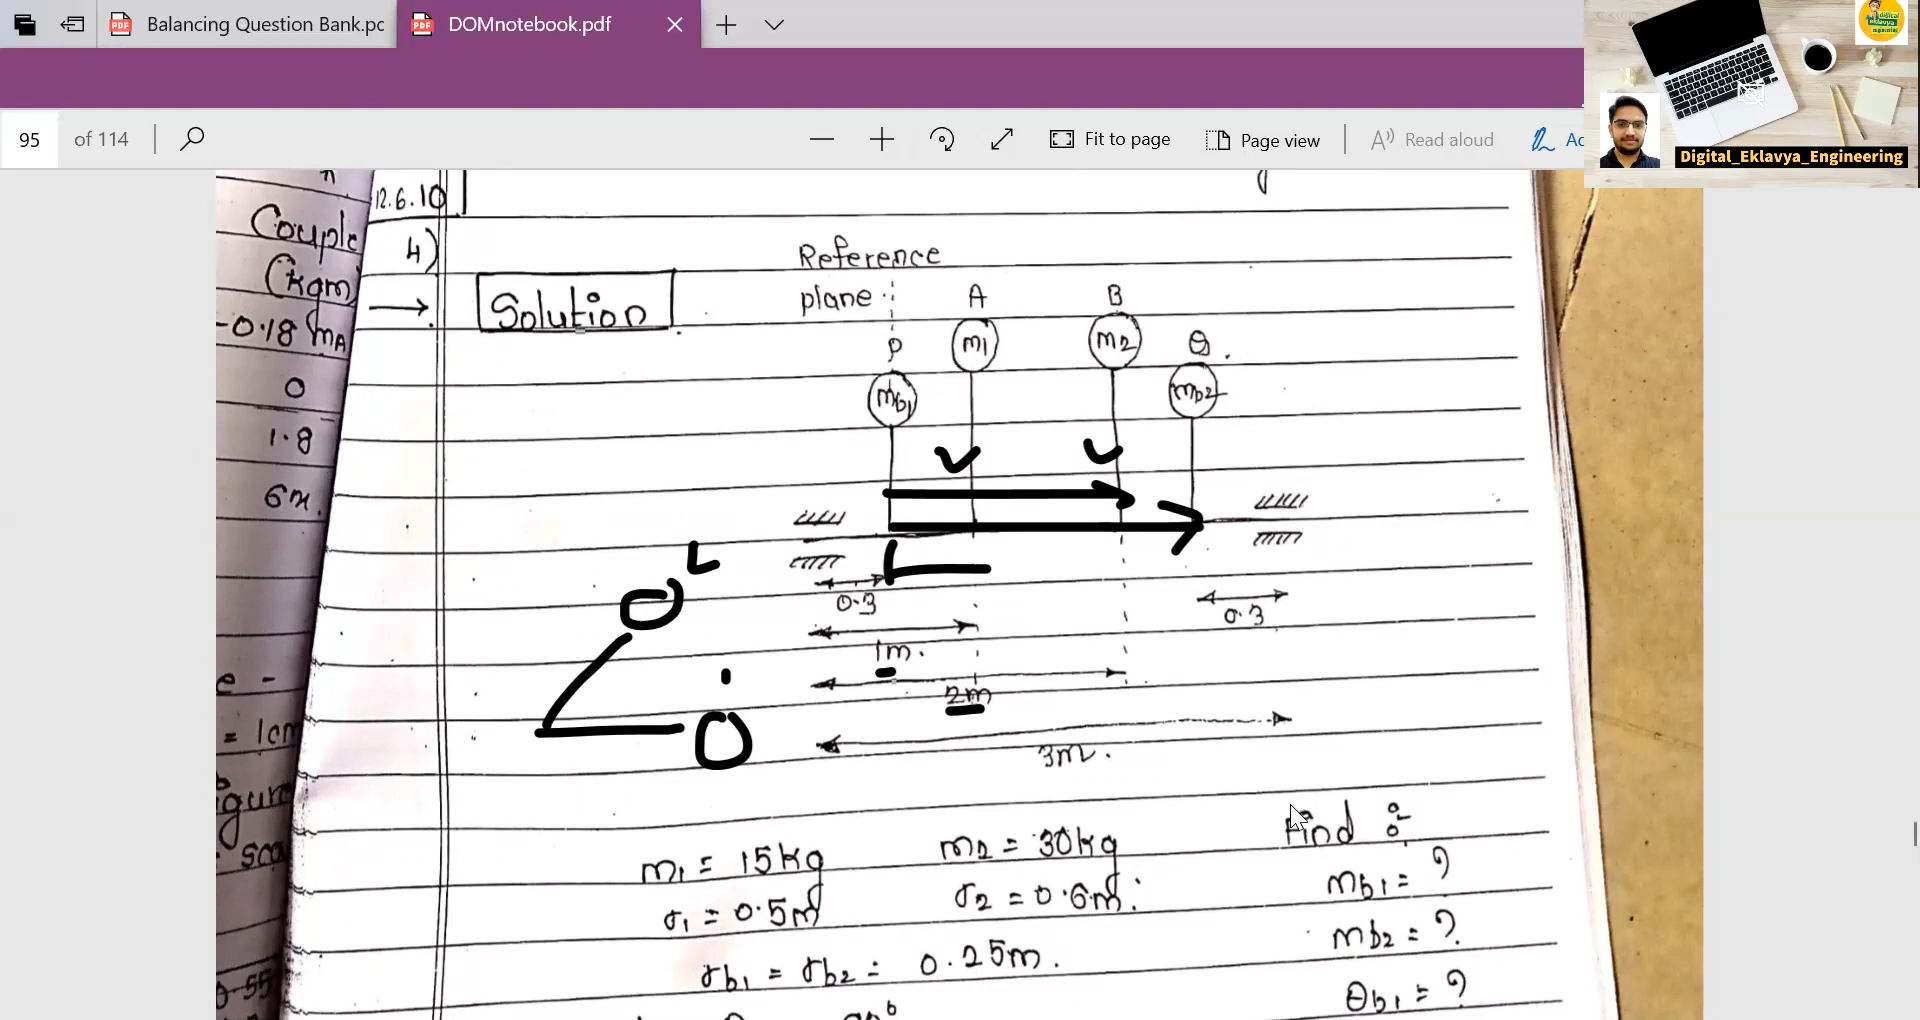 Balancing Question Bank.pc
DOMnotebook.pdf
95 of 114
Fit to page
Page view
Read aloud
Digital_Eklavya_Engineering
12.6.10
Couple
(kgm
-0.18 mA
0
1.8
4)
Solution
Reference
plane
A
B
P
m1
m2
Q
mb1
mb2
0.3
0.3
1m.
2m
3m.
= 1cm
m1 = 15kg
m2 = 30kg
Find :
r1 = 0.5m
r2 = 0.6m.
mb1 = ?
mb2 = ?
rb1 = rb2 = 0.25m.
θb1 = ?